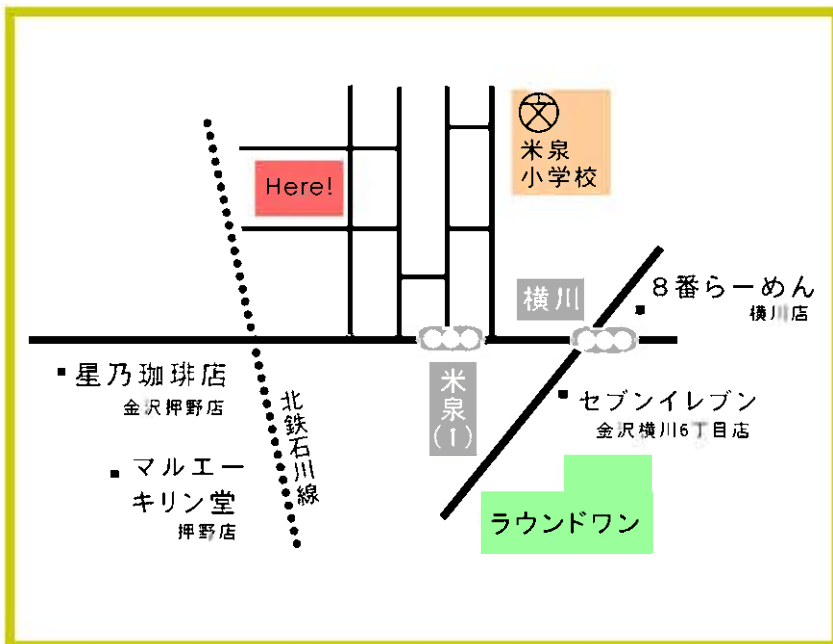 米泉
小学校
Here!
横川
8番らーめん
横川店
星乃珈琲店
金沢押野店
米泉(1)
セブンイレブン
金沢横川6丁目店
北鉄石川線
マルエー
キリン堂
押野店
ラウンドワン